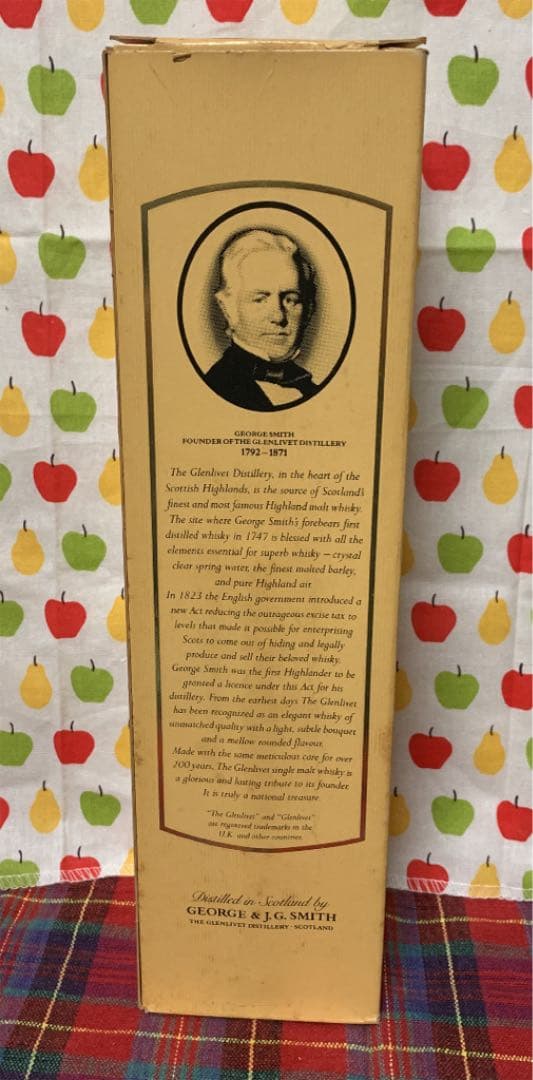 GEORGE SMITH
FOUNDER OF THE GLENLIVET DISTILLERY
1792 – 1871
The Glenlivet Distillery, in the heart of the
Scottish Highlands, is the source of Scotland's
finest and most famous Highland malt whisky.
The site where George Smith's forebears first
distilled whisky in 1747 is blessed with all the
elements essential for superb whisky – crystal
clear spring water, the finest malted barley,
and pure Highland air.
In 1823 the English government introduced a
new Act reducing the outrageous excise tax to
levels that made it possible for enterprising
Scots to come out of hiding and legally
produce and sell their beloved whisky.
George Smith was the first Highlander to be
granted a licence under this Act for his
distillery. From the earliest days The Glenlivet
has been recognized as an elegant whisky of
unmatched quality with a light, subtle bouquet
and a mellow rounded flavour.
Made with the same meticulous care for over
200 years, The Glenlivet single malt whisky is
a glorious and lasting tribute to its founder.
It is truly a national treasure.
"The Glenlivet" and "Glenlivet"
are registered trademarks in the
U.K. and other countries.
Distilled in Scotland by
GEORGE & J.G. SMITH
THE GLENLIVET DISTILLERY · SCOTLAND